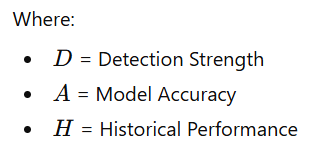 Where:
• D = Detection Strength
• A = Model Accuracy
• H = Historical Performance